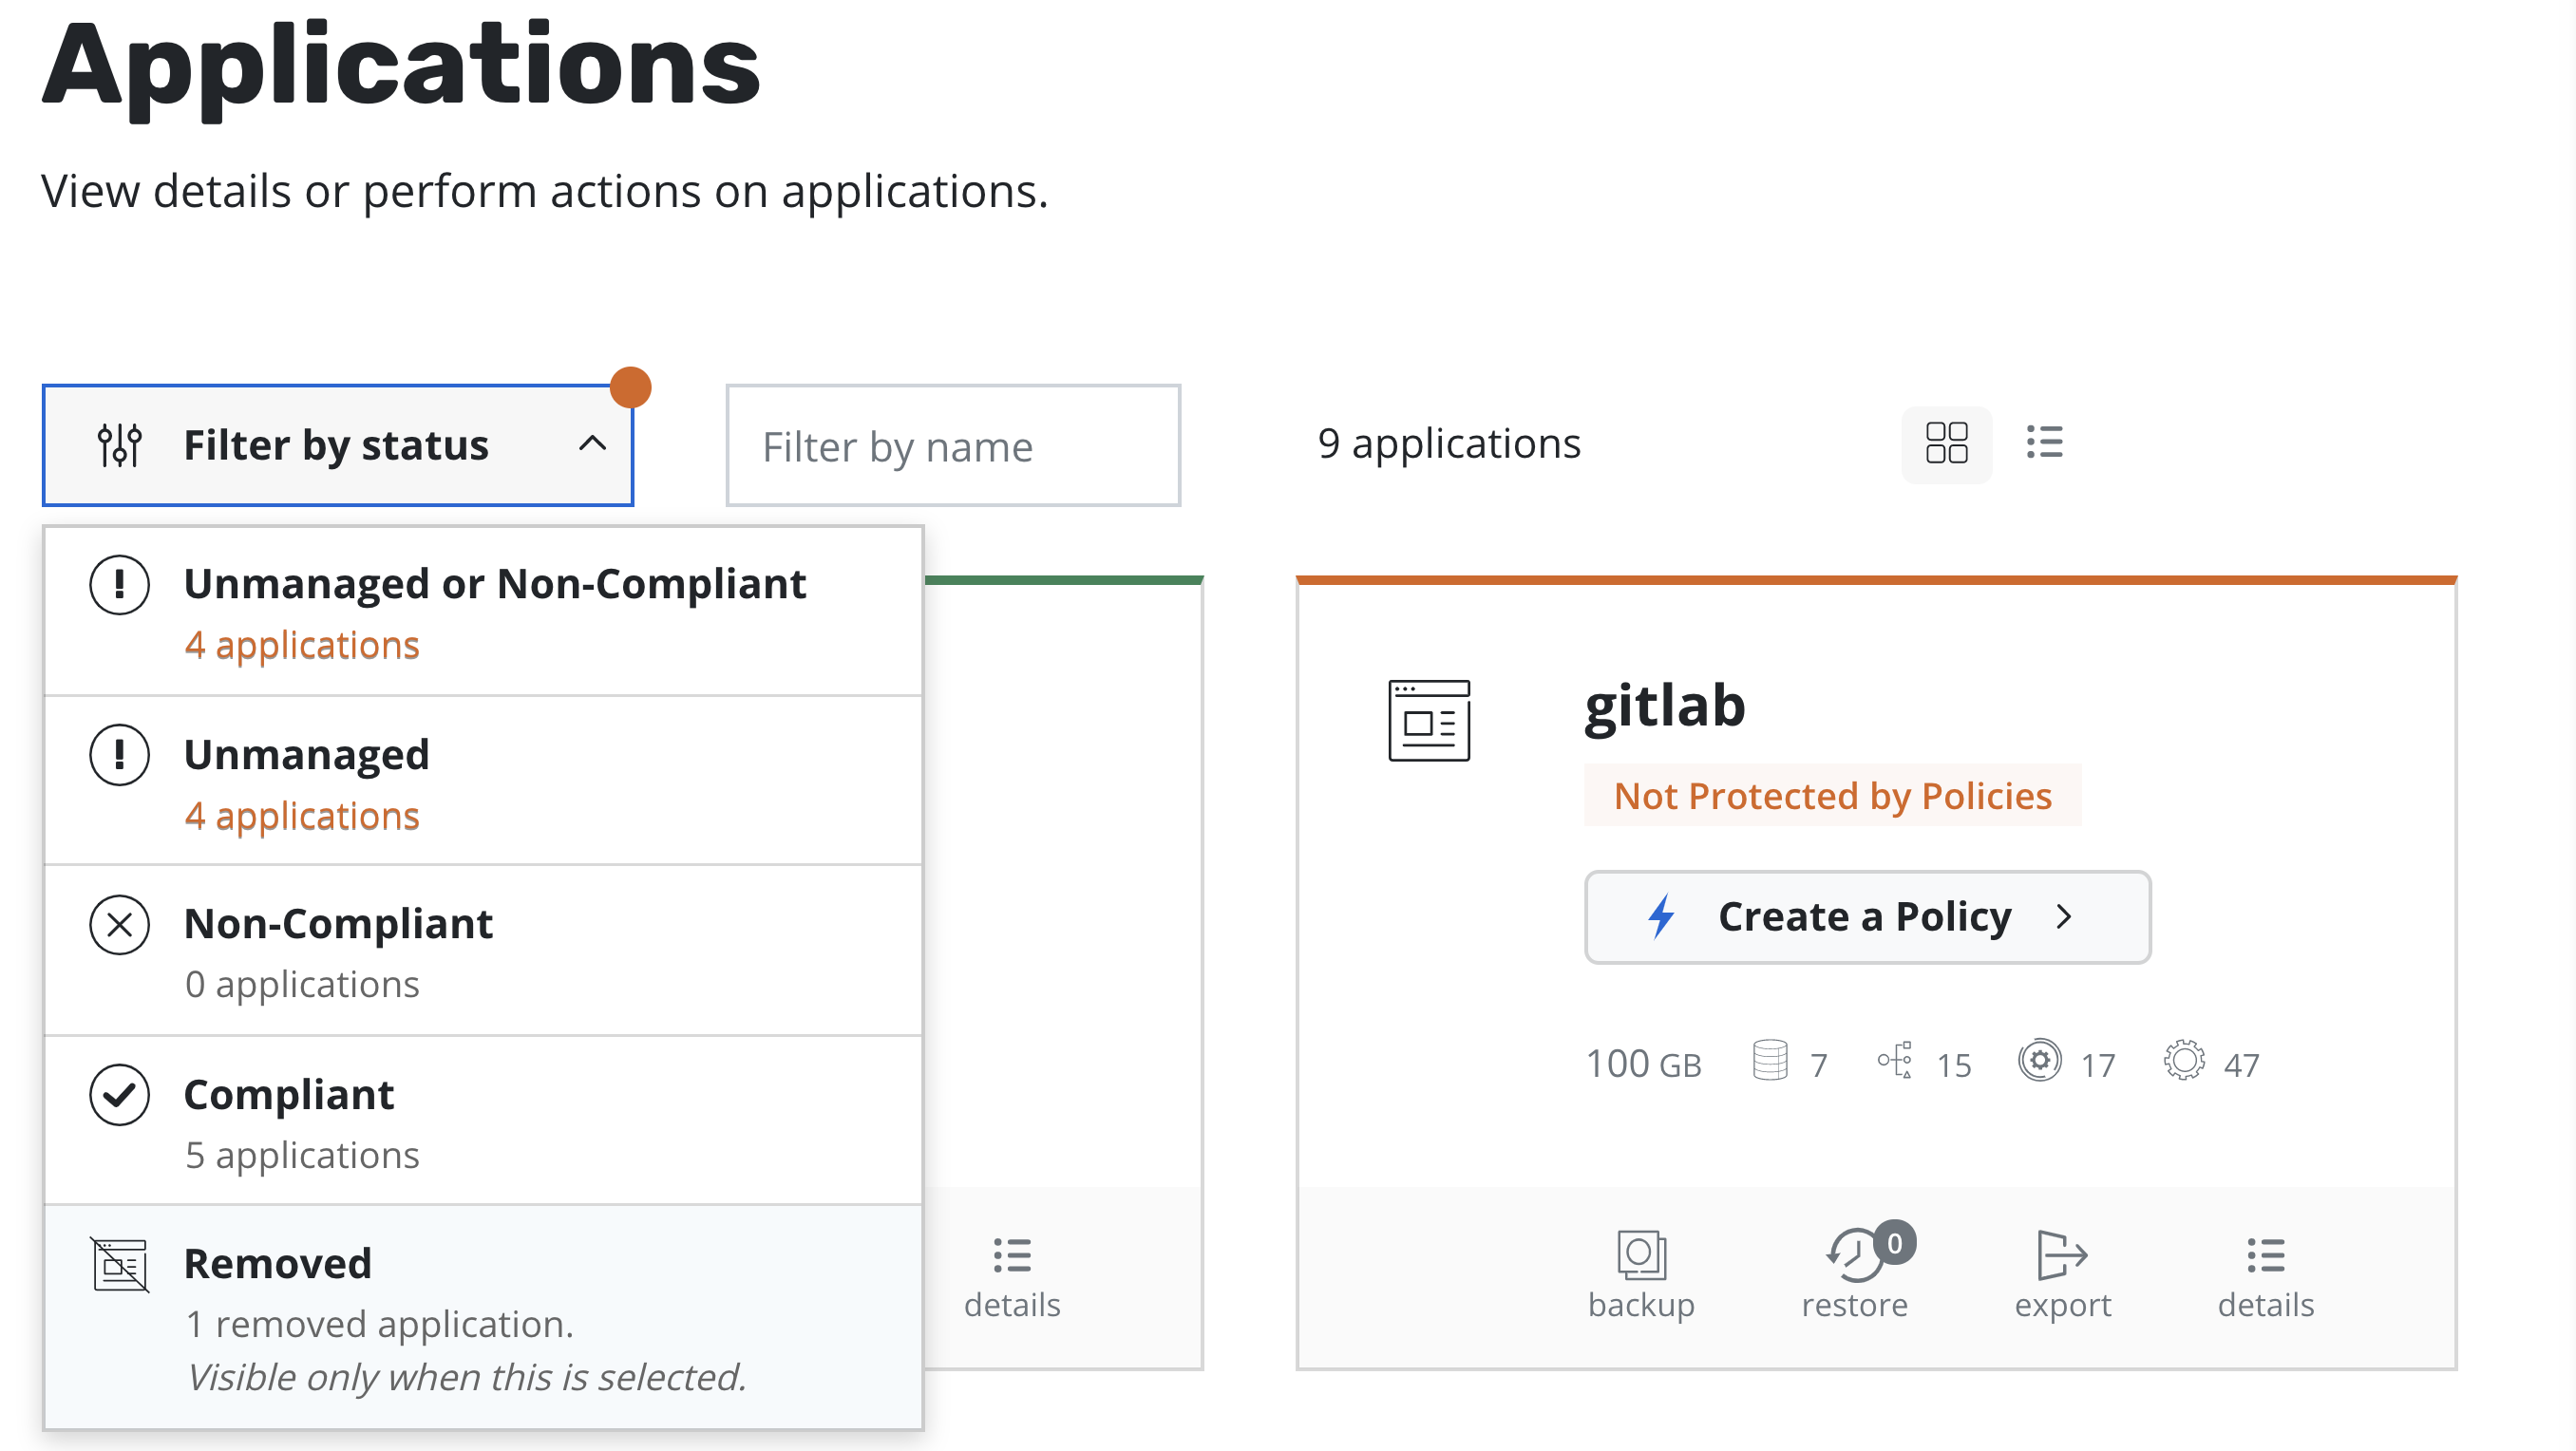 Applications
View details or perform actions on applications.
Filter by status
Filter by name
9 applications
Unmanaged or Non-Compliant
4 applications
Unmanaged
4 applications
Non-Compliant
0 applications
Compliant
5 applications
Removed
1 removed application.
Visible only when this is selected.
details
gitlab
Not Protected by Policies
Create a Policy
100 GB 7 15 17 47
0
backup restore export details